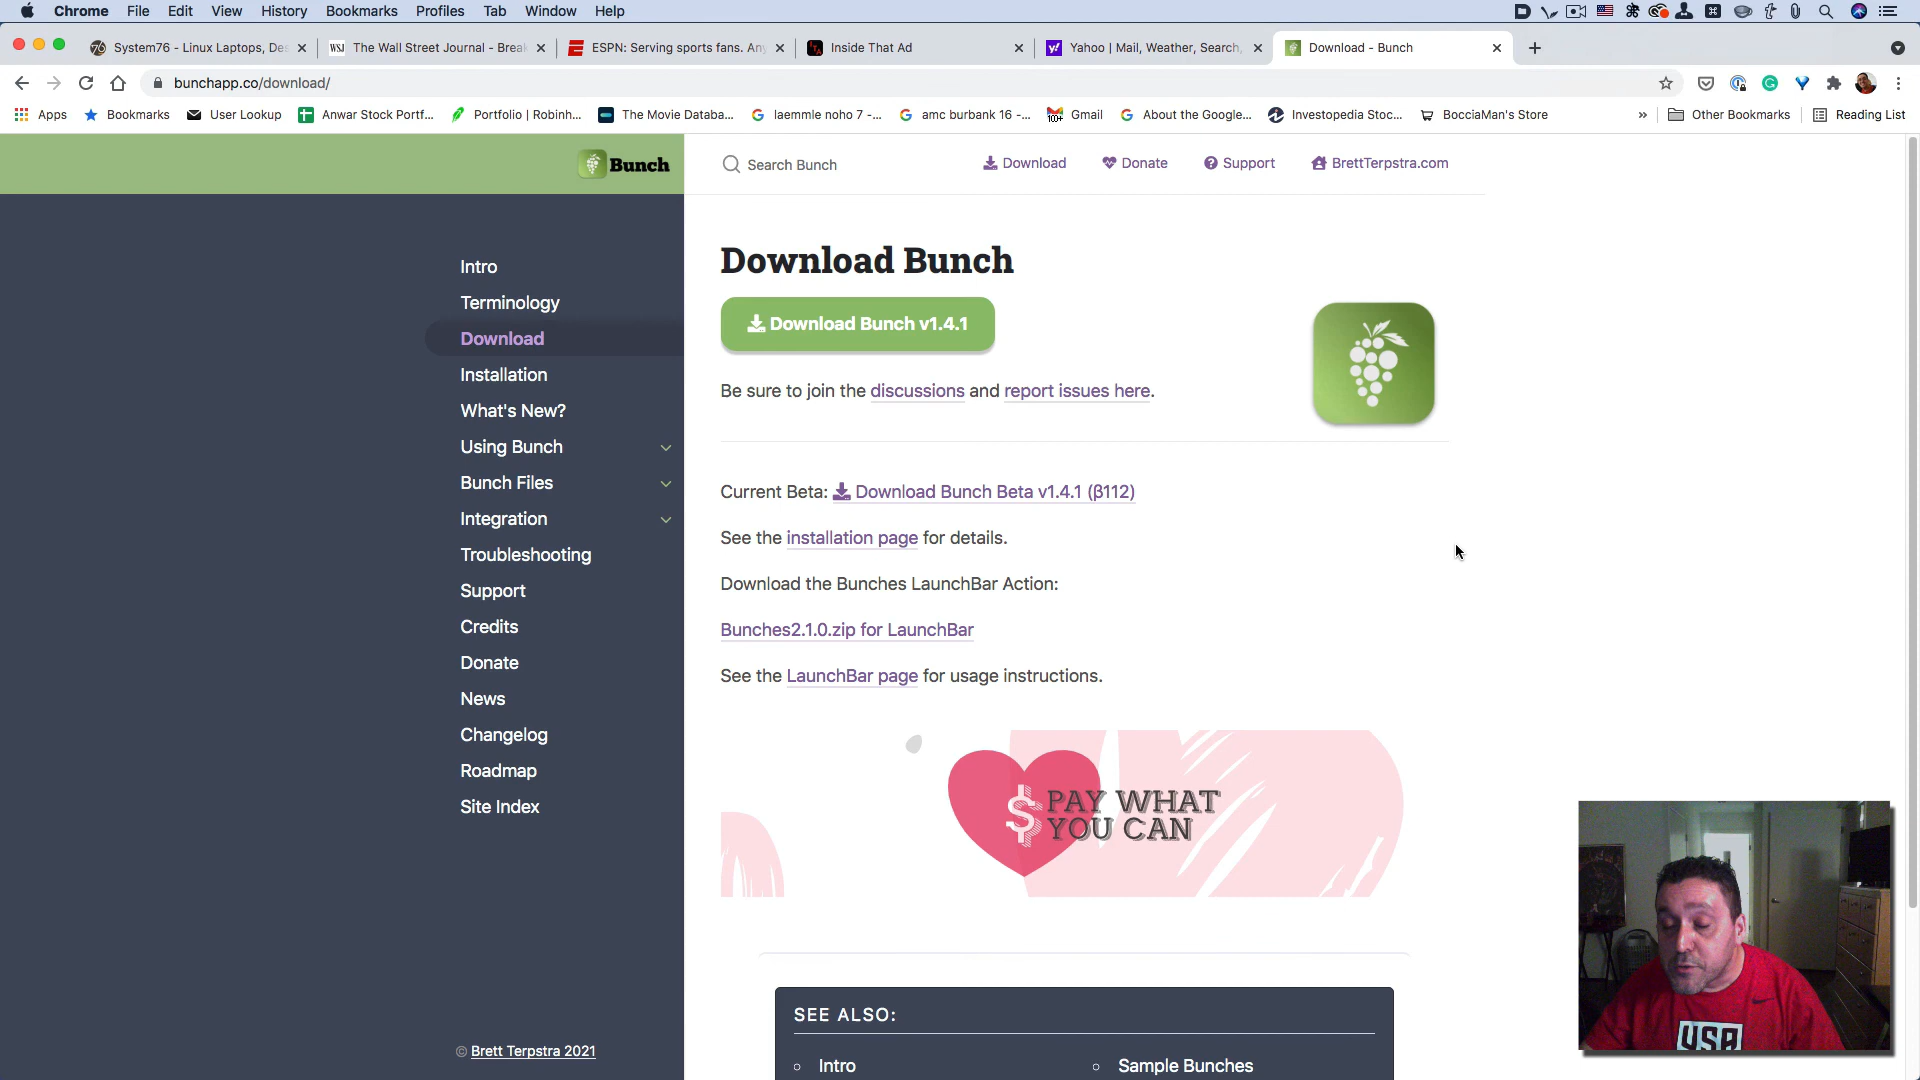 Chrome File Edit View History Bookmarks Profiles Tab Window Help
System76 - Linux Laptops, Des
WSJ The Wall Street Journal - Break
ESPN: Serving sports fans. Any
Inside That Ad
Yahoo | Mail, Weather, Search,
Download - Bunch
bunchapp.co/download/
Apps
Bookmarks
User Lookup
Anwar Stock Portf...
Portfolio | Robinh...
The Movie Databa...
laemmle noho 7 -...
amc burbank 16 -...
100+ Gmail
About the Google...
Investopedia Stoc...
BocciaMan's Store
»
Other Bookmarks
Reading List
Bunch
Search Bunch
Download
Donate
Support
BrettTerpstra.com
Intro
Terminology
Download
Installation
What's New?
Using Bunch
Bunch Files
Integration
Troubleshooting
Support
Credits
Donate
News
Changelog
Roadmap
Site Index
© Brett Terpstra 2021
Download Bunch
Download Bunch v1.4.1
Be sure to join the discussions and report issues here.
Current Beta: Download Bunch Beta v1.4.1 (β112)
See the installation page for details.
Download the Bunches LaunchBar Action:
Bunches2.1.0.zip for LaunchBar
See the LaunchBar page for usage instructions.
$ PAY WHAT
YOU CAN
SEE ALSO:
Intro
Sample Bunches
USA